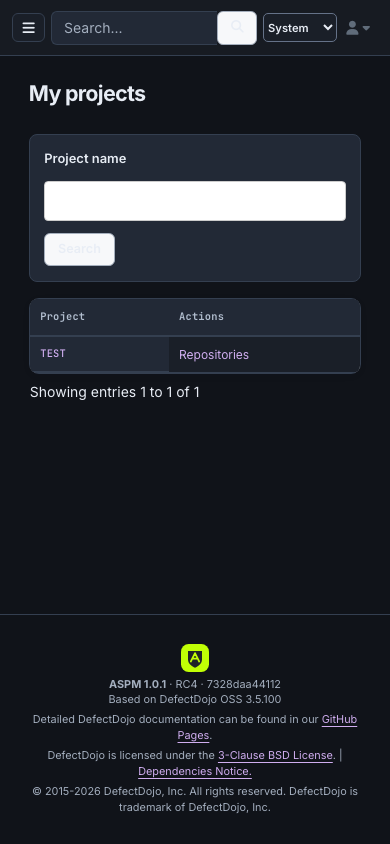 Search...
System
My projects
Project name
Search
Project Actions
TEST Repositories
Showing entries 1 to 1 of 1
ASPM 1.0.1 · RC4 · 7328daa44112
Based on DefectDojo OSS 3.5.100
Detailed DefectDojo documentation can be found in our GitHub
Pages.
DefectDojo is licensed under the 3-Clause BSD License. |
Dependencies Notice.
© 2015-2026 DefectDojo, Inc. All rights reserved. DefectDojo is
trademark of DefectDojo, Inc.